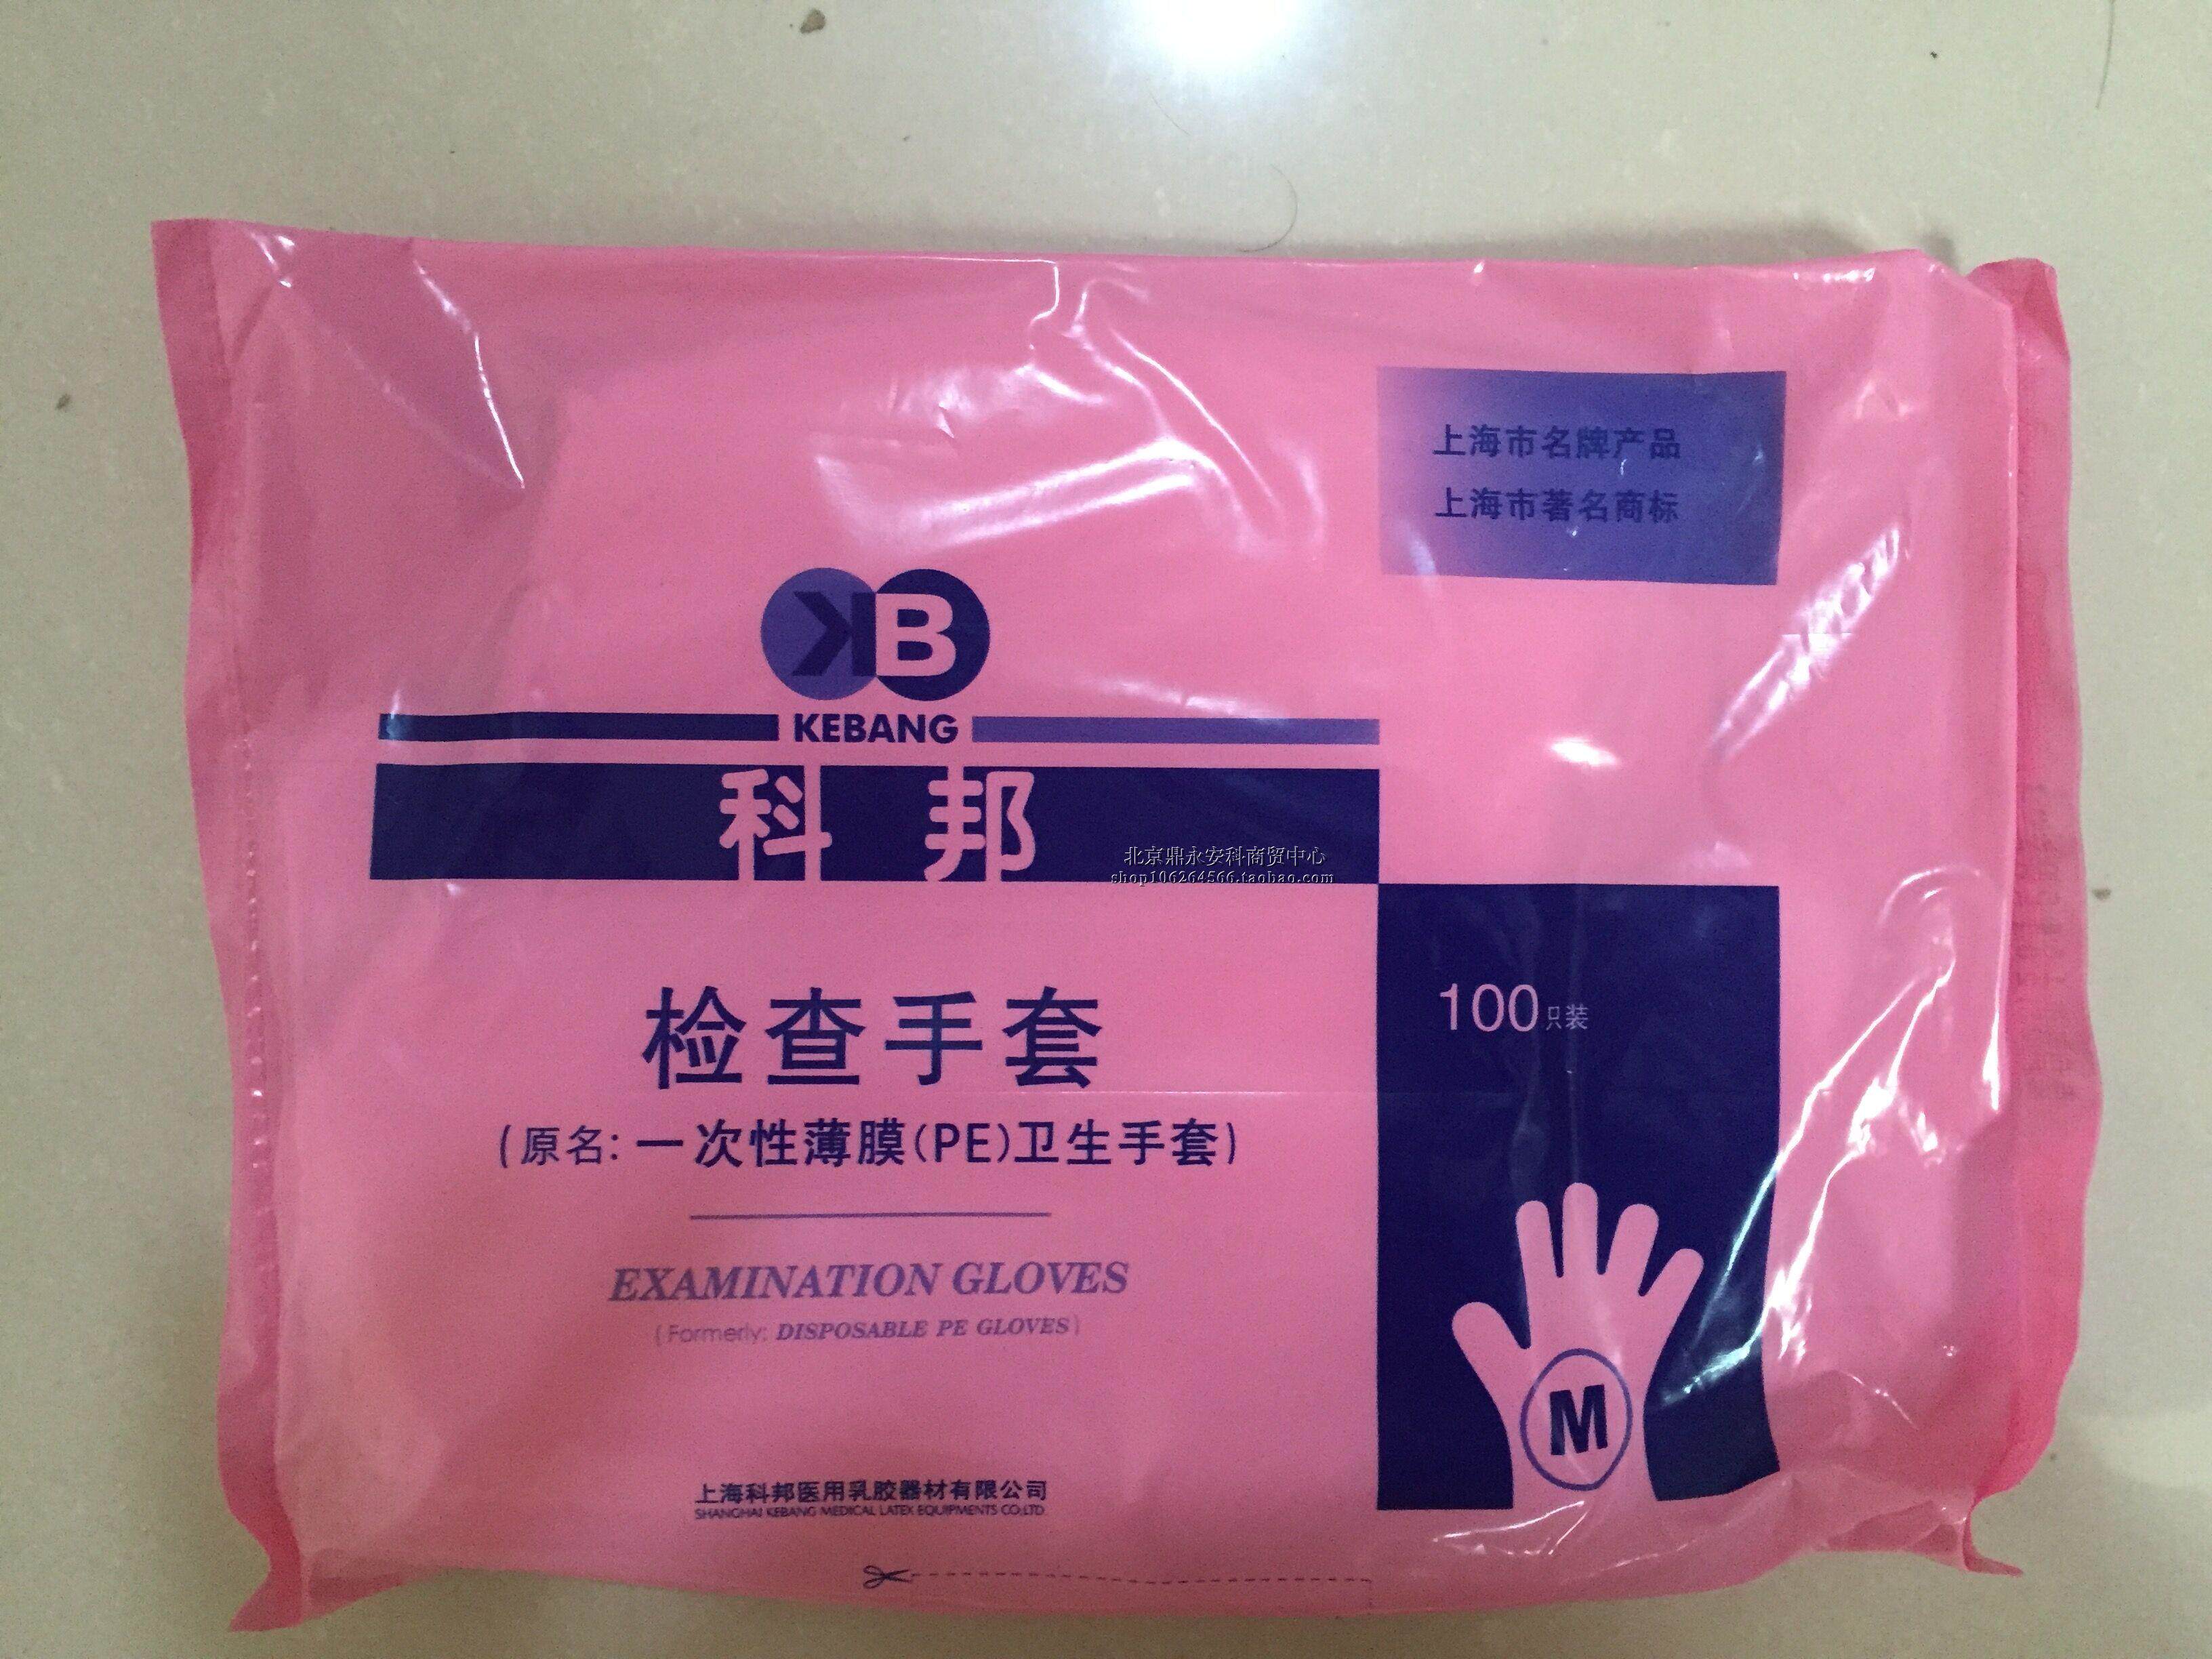 上海市名牌产品
上海市著名商标
KB
KEBANG
科 邦
北京鼎永安科商贸中心
shop106264566.taobao.com
检查手套
(原名:一次性薄膜(PE)卫生手套)
100只装
EXAMINATION GLOVES
(Formerly: DISPOSABLE PE GLOVES)
M
上海科邦医用乳胶器材有限公司
SHANGHAI KEBANG MEDICAL LATEX EQUIPMENTS CO.LTD